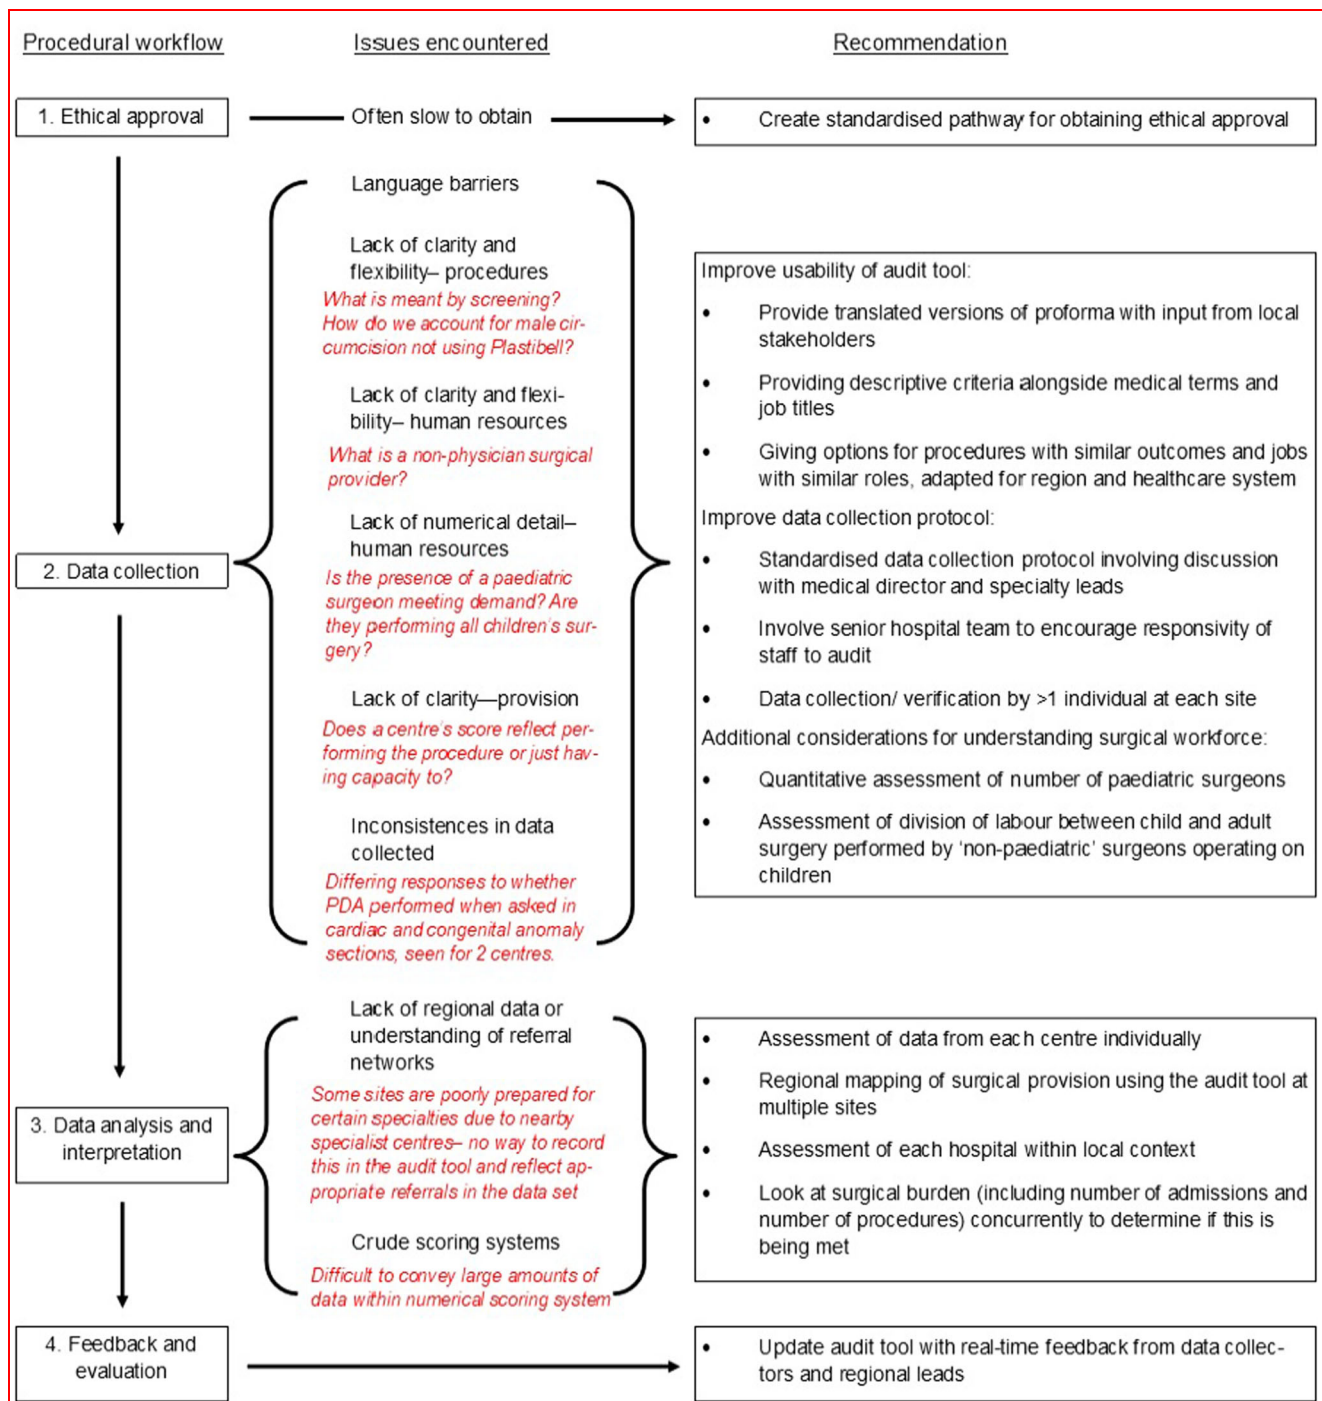 Procedural workflow
Issues encountered
Recommendation
1. Ethical approval
Often slow to obtain
• Create standardised pathway for obtaining ethical approval
Language barriers
Lack of clarity and
flexibility– procedures
What is meant by screening?
How do we account for male cir-
cumcision not using Plastibell?
Lack of clarity and flexi-
bility– human resources
What is a non-physician surgical
provider?
Lack of numerical detail–
human resources
Is the presence of a paediatric
surgeon meeting demand? Are
they performing all children's sur-
gery?
Lack of clarity—provision
Does a centre's score reflect per-
forming the procedure or just hav-
ing capacity to?
Inconsistences in data
collected
Differing responses to whether
PDA performed when asked in
cardiac and congenital anomaly
sections, seen for 2 centres.
2. Data collection
Improve usability of audit tool:
• Provide translated versions of proforma with input from local
stakeholders
• Providing descriptive criteria alongside medical terms and
job titles
• Giving options for procedures with similar outcomes and jobs
with similar roles, adapted for region and healthcare system
Improve data collection protocol:
• Standardised data collection protocol involving discussion
with medical director and specialty leads
• Involve senior hospital team to encourage responsivity of
staff to audit
• Data collection/ verification by >1 individual at each site
Additional considerations for understanding surgical workforce:
• Quantitative assessment of number of paediatric surgeons
• Assessment of division of labour between child and adult
surgery performed by 'non-paediatric' surgeons operating on
children
3. Data analysis and
interpretation
Lack of regional data or
understanding of referral
networks
Some sites are poorly prepared for
certain specialties due to nearby
specialist centres– no way to record
this in the audit tool and reflect ap-
propriate referrals in the data set
Crude scoring systems
Difficult to convey large amounts of
data within numerical scoring system
• Assessment of data from each centre individually
• Regional mapping of surgical provision using the audit tool at
multiple sites
• Assessment of each hospital within local context
• Look at surgical burden (including number of admissions and
number of procedures) concurrently to determine if this is
being met
4. Feedback and
evaluation
• Update audit tool with real-time feedback from data collec-
tors and regional leads